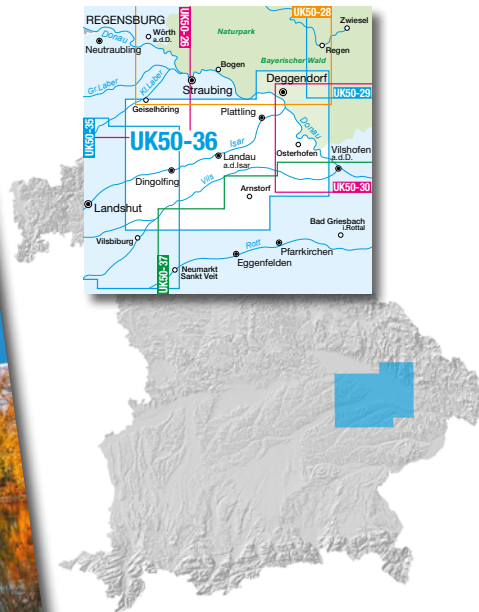 REGENSBURG
UK50-28
Zwiesel
Wörth
a.d.D.
UK50-26
Naturpark
Donau
Neutraubling
Regen
Bayerischer Wald
Bogen
Gr.Laber
Kl.Laber
Straubing
Deggendorf
UK50-29
Geiselhöring
Plattling
UK50-35
UK50-36
Isar
Donau
Osterhofen
Vilshofen
a.d.D.
Landau
a.d.Isar
Dingolfing
Vils
UK50-30
Arnstorf
Landshut
Bad Griesbach
i.Rottal
Vilsbiburg
Rott
Pfarrkirchen
Eggenfelden
UK50-37
Neumarkt
Sankt Veit